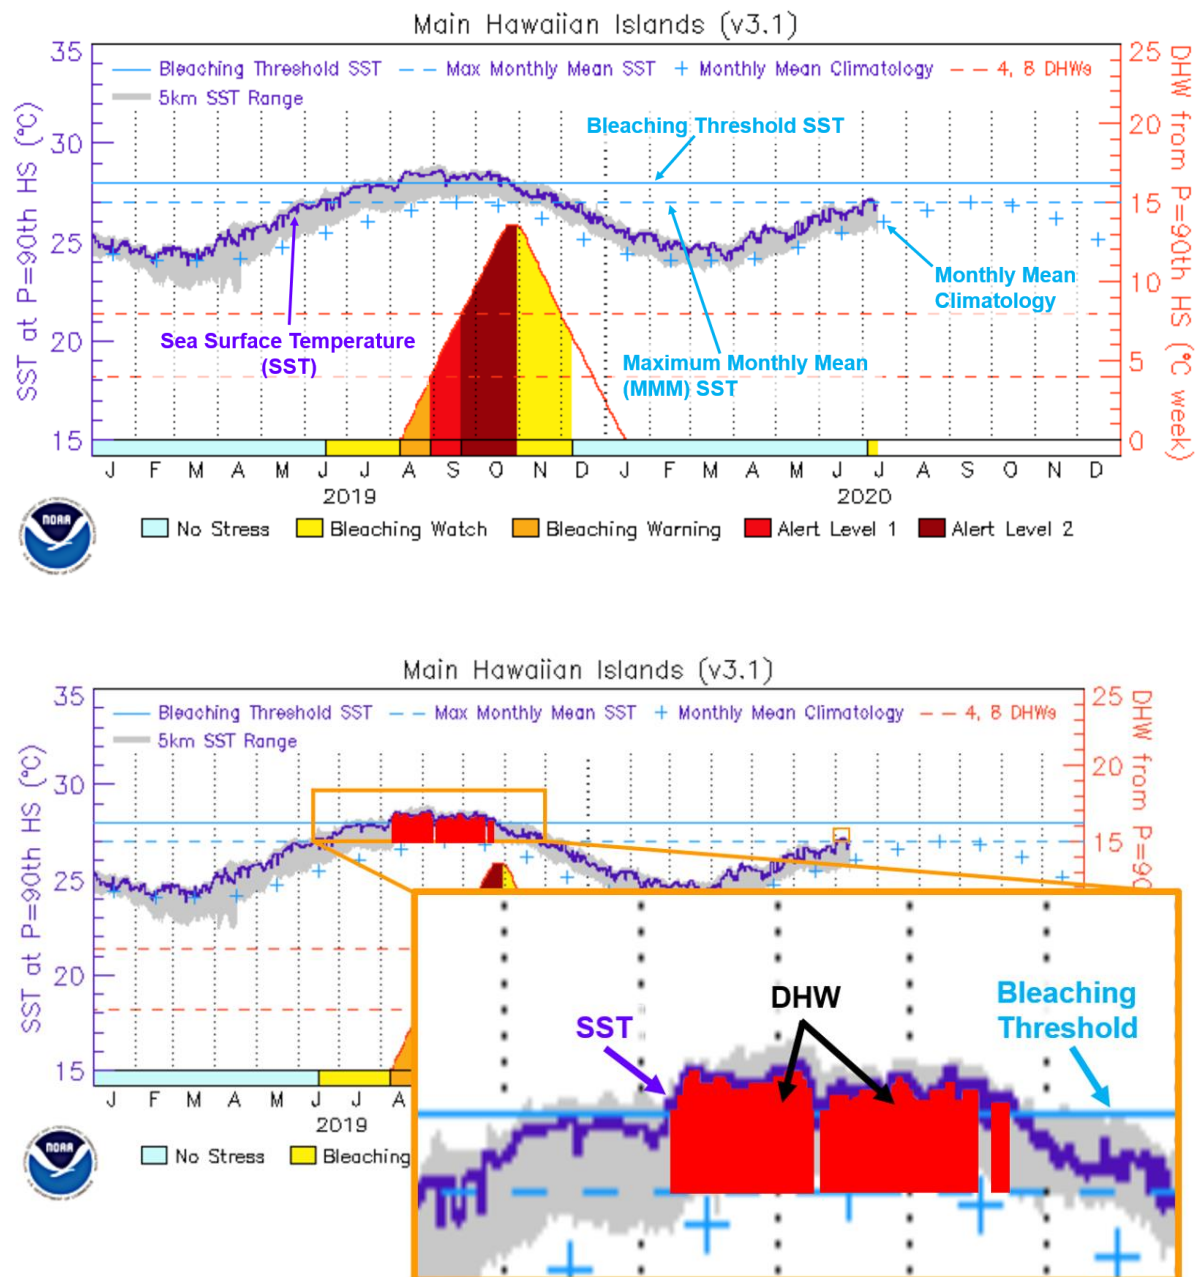 Main Hawaiian Islands (v3.1)
35
30
25
20
15
SST at P=90th HS (°C)
25
20
15
10
5
0
DHW from P=90th HS (°C week)
Bleaching Threshold SST
Max Monthly Mean SST
Monthly Mean Climatology
4, 8 DHWs
5km SST Range
Bleaching Threshold SST
Monthly Mean
Climatology
Sea Surface Temperature
(SST)
Maximum Monthly Mean
(MMM) SST
J F M A M J J A S O N D J F M A M J J A S O N D
2019 2020
NOAA
No Stress
Bleaching Watch
Bleaching Warning
Alert Level 1
Alert Level 2
Main Hawaiian Islands (v3.1)
35
30
25
20
15
SST at P=90th HS (°C)
25
20
15
DHW from P=90
Bleaching Threshold SST
Max Monthly Mean SST
Monthly Mean Climatology
4, 8 DHWs
5km SST Range
DHW
SST
Bleaching
Threshold
J F M A M J J A
2019
NOAA
No Stress
Bleaching